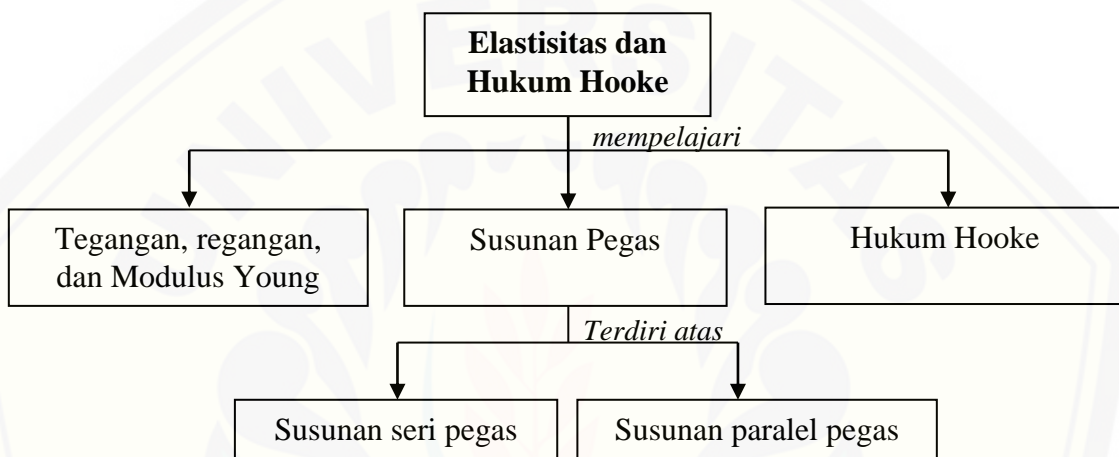 Elastisitas dan
Hukum Hooke
mempelajari
Tegangan, regangan,
dan Modulus Young
Susunan Pegas
Hukum Hooke
Terdiri atas
Susunan seri pegas
Susunan paralel pegas
UNIVERSITAS